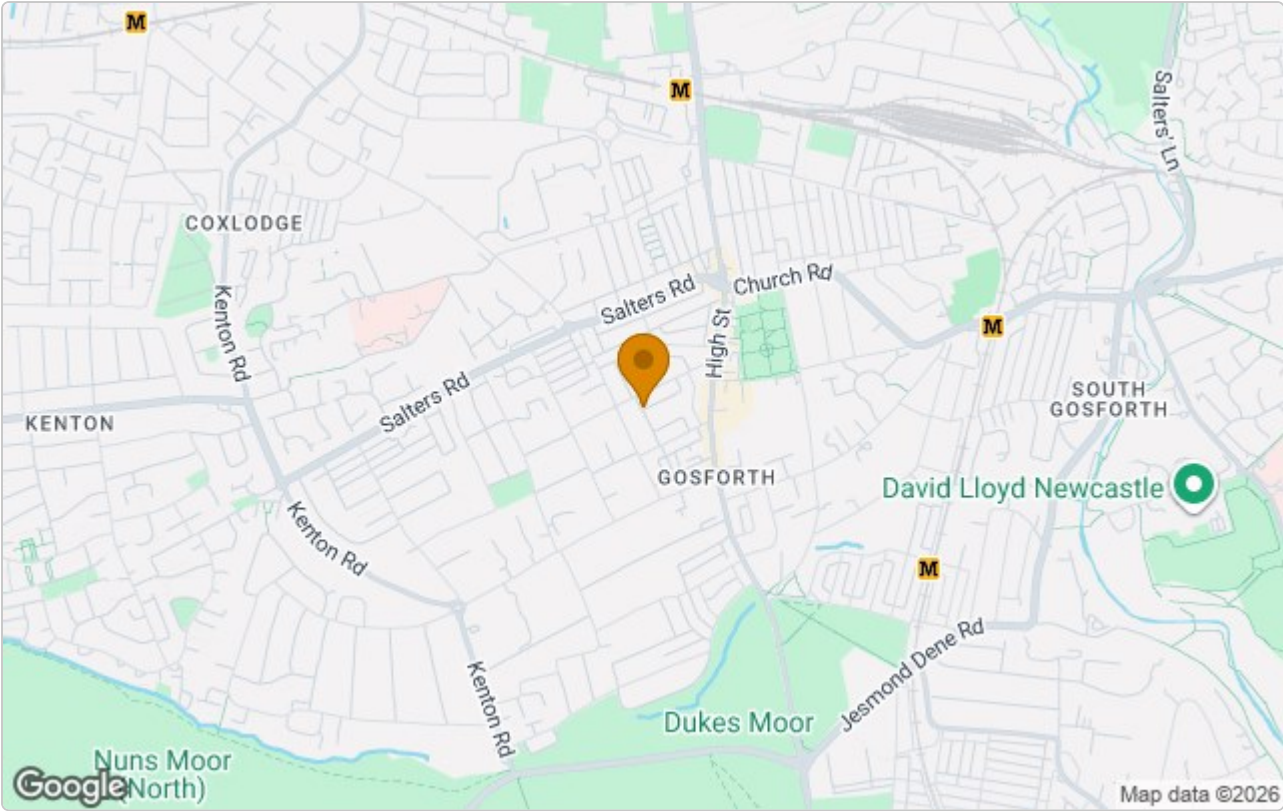 M
M
Salters' Ln
COXLODGE
Church Rd
Salters Rd
Kenton Rd
High St
M
Salters Rd
SOUTH
GOSFORTH
KENTON
GOSFORTH
David Lloyd Newcastle
Kenton Rd
M
Jesmond Dene Rd
Kenton Rd
Dukes Moor
Nuns Moor
(North)
Google
Map data ©2026